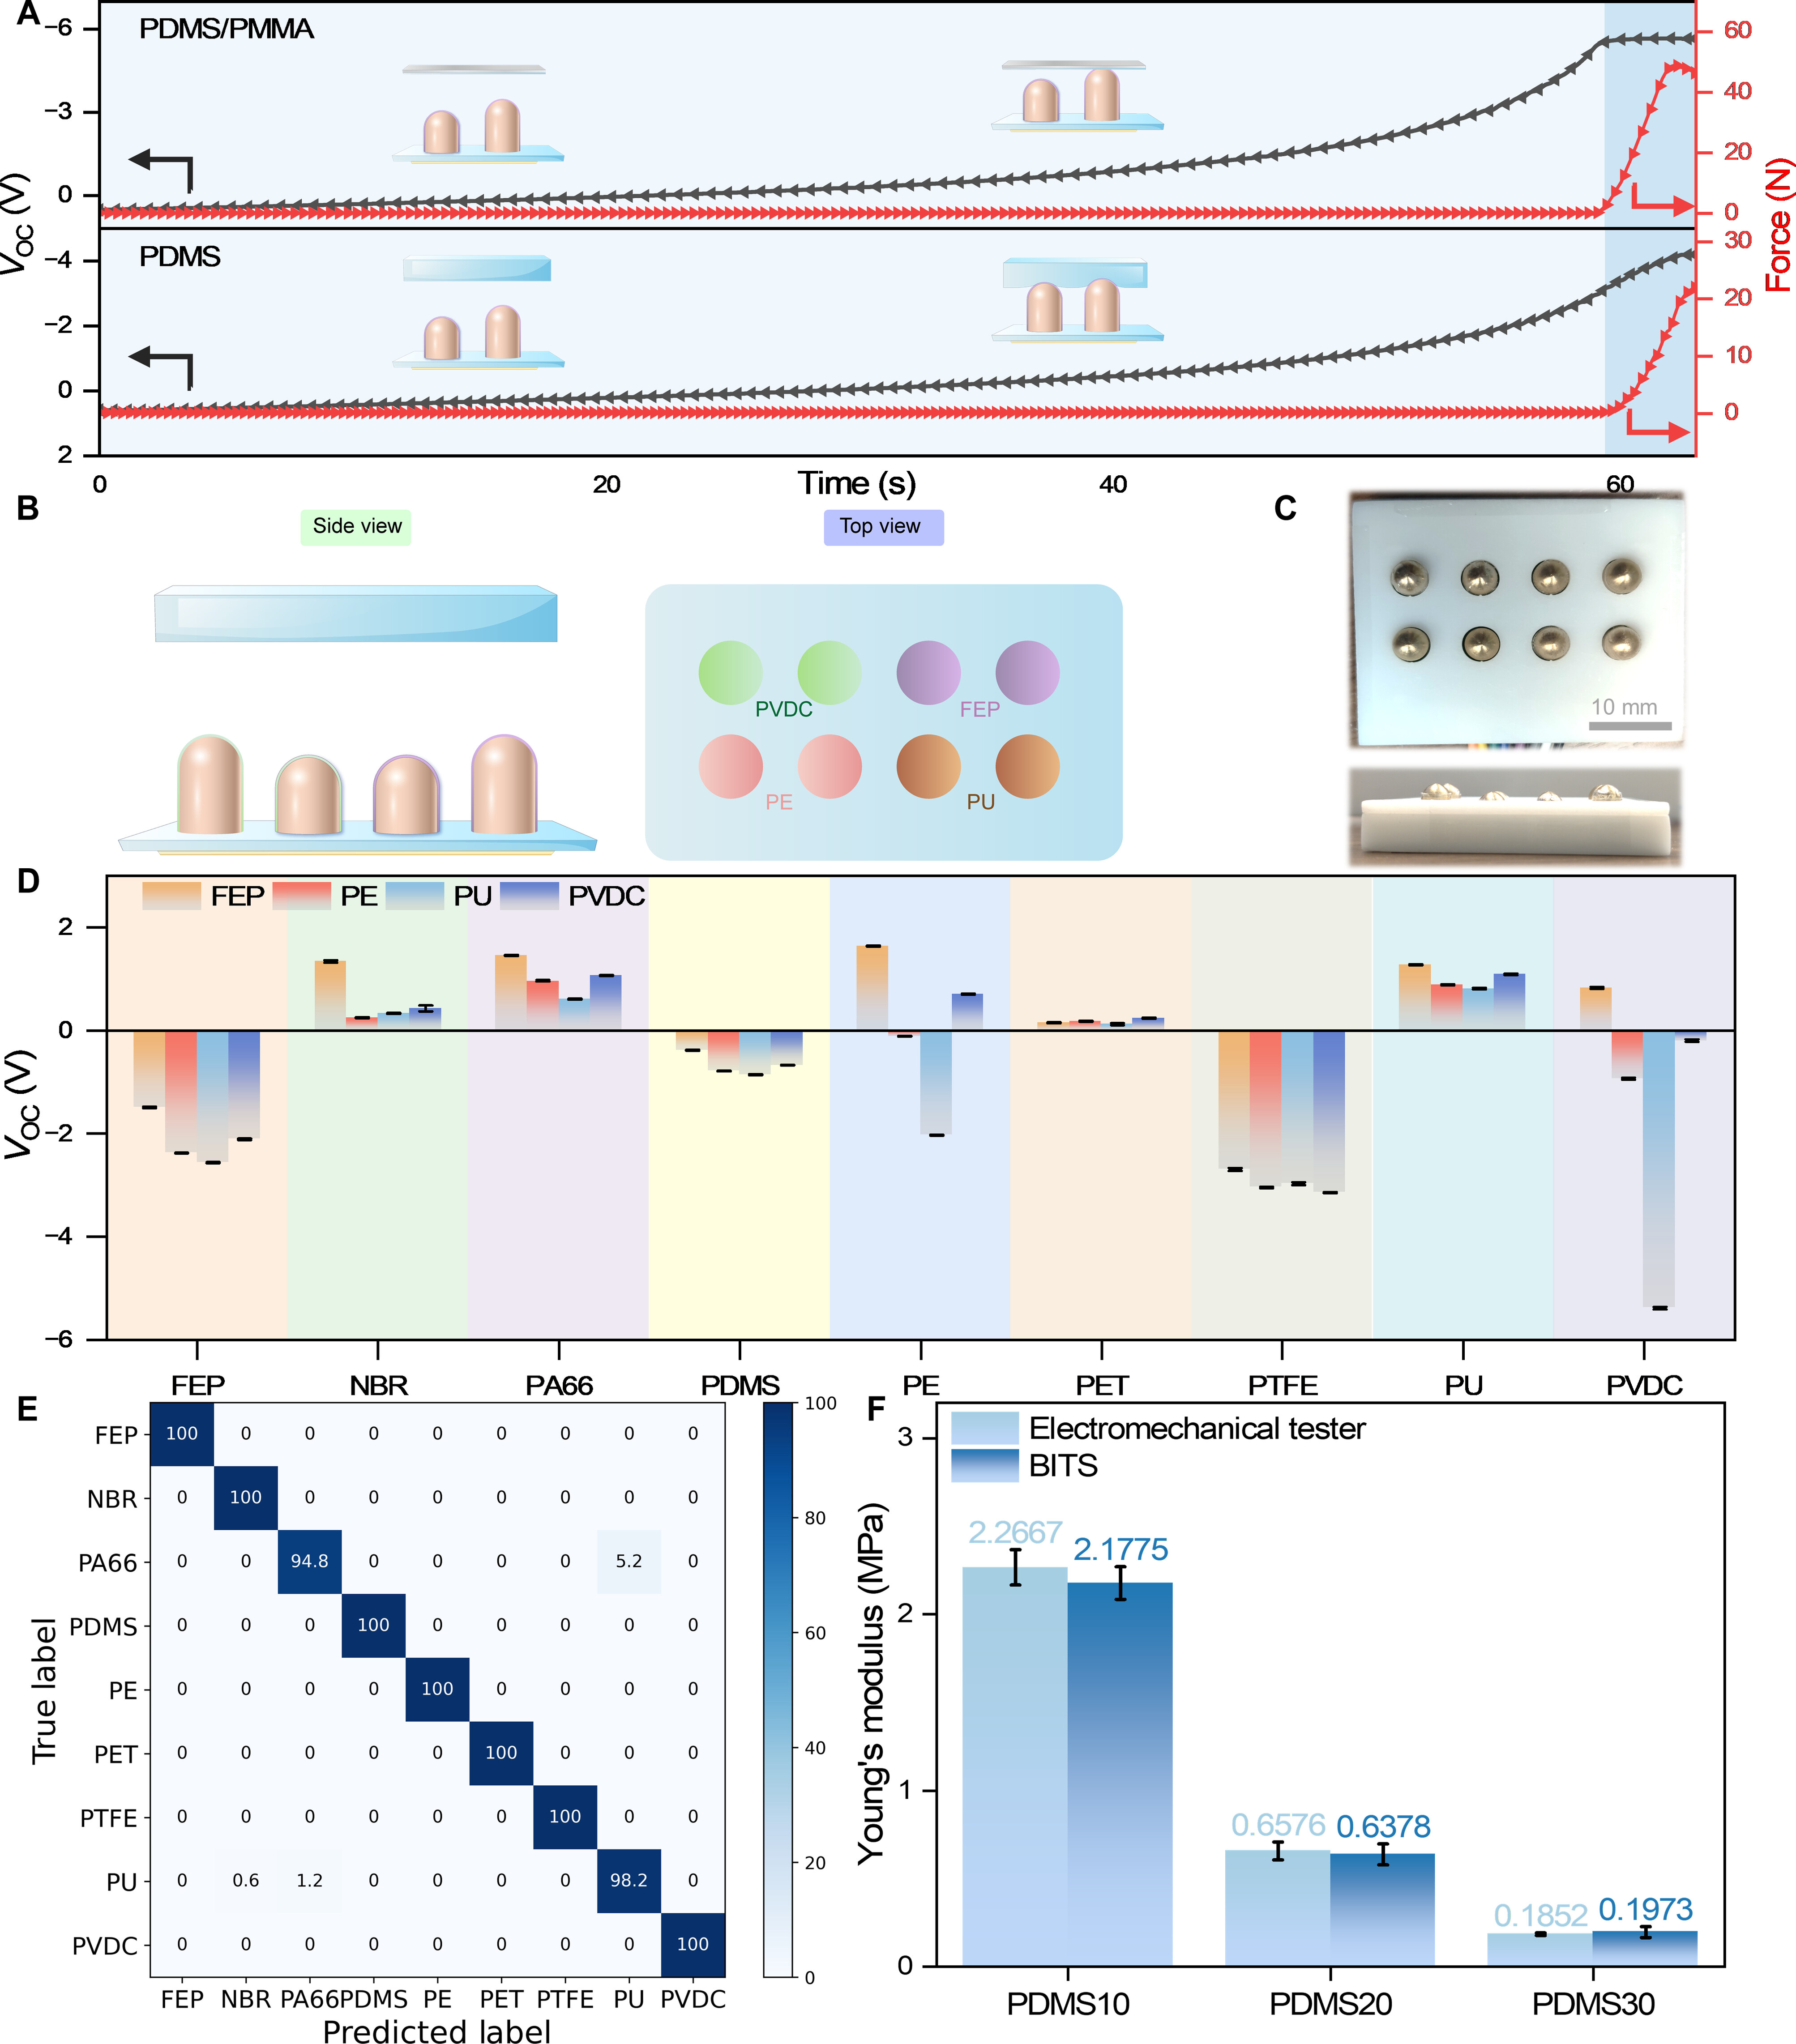 A
PDMS/PMMA
−6
−3
0
60
40
20
0
PDMS
−4
−2
0
2
30
20
10
0
VOC (V)
Force (N)
0 20 40 60
Time (s)
B
Side view
Top view
PVDC FEP
PE PU
C
10 mm
D
FEP PE PU PVDC
2
0
−2
−4
−6
VOC (V)
FEP NBR PA66 PDMS PE PET PTFE PU PVDC
E
FEP 100 0 0 0 0 0 0 0 0
NBR 0 100 0 0 0 0 0 0 0
PA66 0 0 94.8 0 0 0 0 5.2 0
PDMS 0 0 0 100 0 0 0 0 0
PE 0 0 0 0 100 0 0 0 0
PET 0 0 0 0 0 100 0 0 0
PTFE 0 0 0 0 0 0 100 0 0
PU 0 0.6 1.2 0 0 0 0 98.2 0
PVDC 0 0 0 0 0 0 0 0 100
FEP NBR PA66 PDMS PE PET PTFE PU PVDC
True label
Predicted label
100
80
60
40
20
0
F
Electromechanical tester
BITS
3
2
1
0
Young's modulus (MPa)
2.2667 2.1775
0.6576 0.6378
0.1852 0.1973
PDMS10 PDMS20 PDMS30